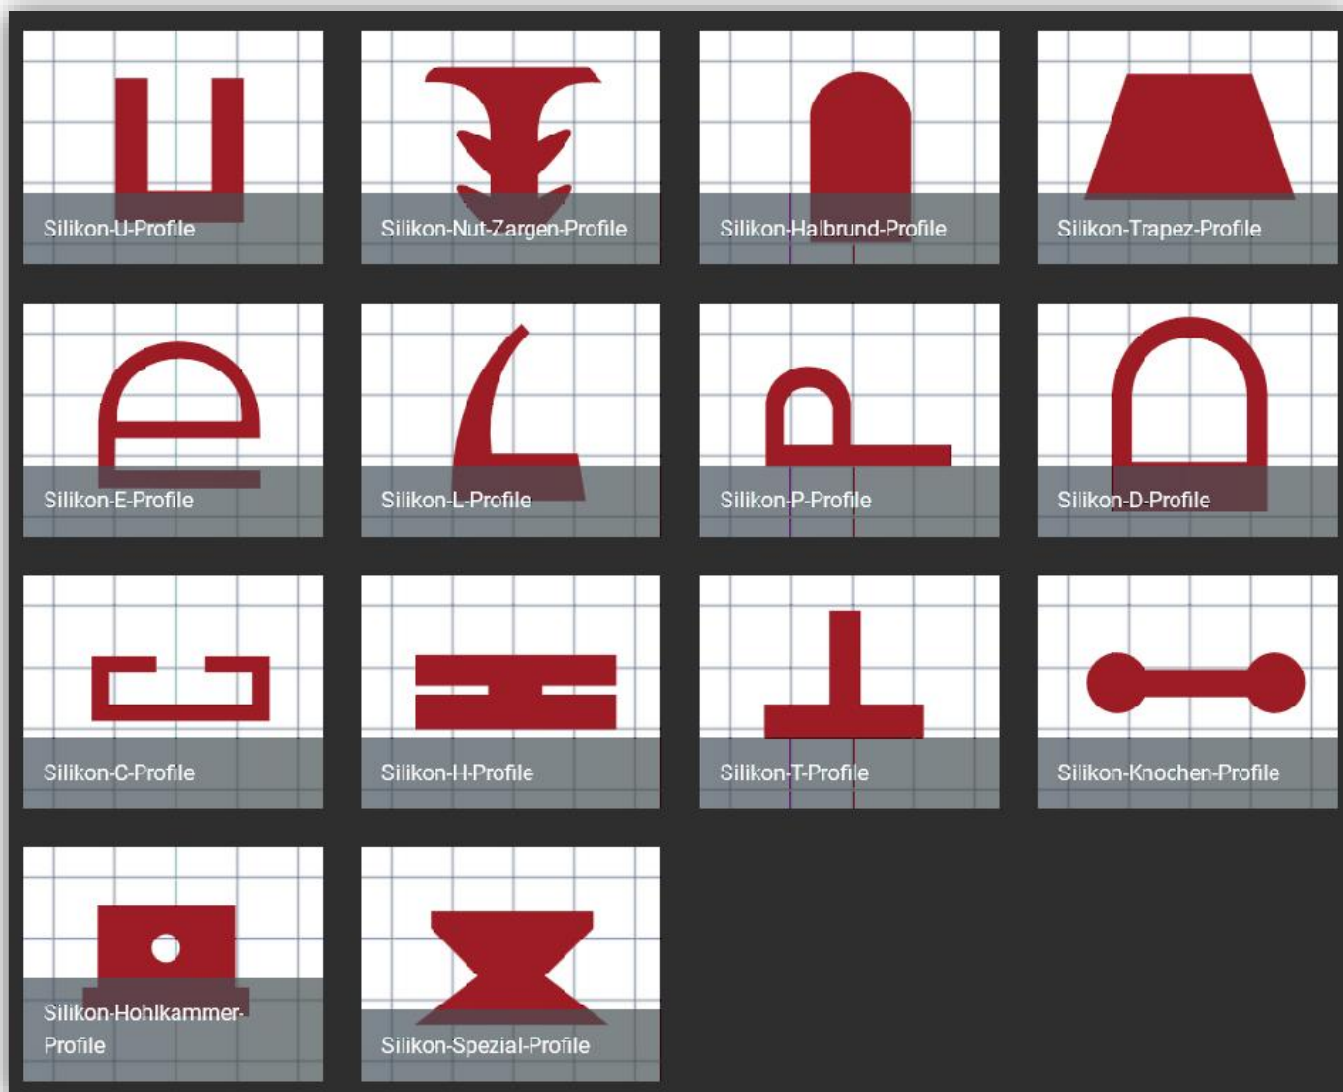 Silikon-U-Profile
Silikon-Nut-Zargen-Profile
Silikon-Halbrund-Profile
Silikon-Trapez-Profile
Silikon-E-Profile
Silikon-L-Profile
Silikon-P-Profile
Silikon-D-Profile
Silikon-C-Profile
Silikon-H-Profile
Silikon-T-Profile
Silikon-Knochen-Profile
Silikon-Hohlkammer-
Profile
Silikon-Spezial-Profile